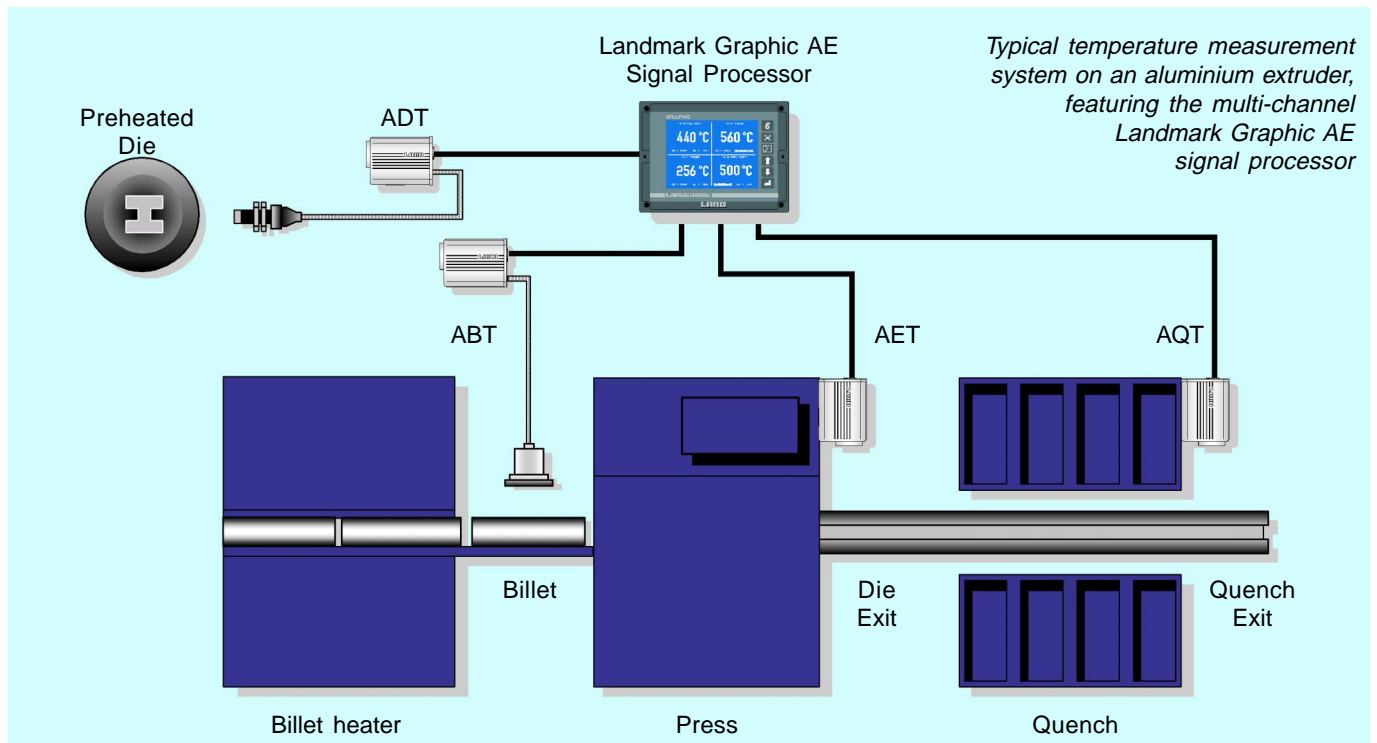 Landmark Graphic AE
Signal Processor
Typical temperature measurement
system on an aluminium extruder,
featuring the multi-channel
Landmark Graphic AE
signal processor
Preheated
Die
ADT
440 °C
560 °C
256 °C
500 °C
LAND
ABT
AET
AQT
Billet
Die
Exit
Quench
Exit
Billet heater
Press
Quench